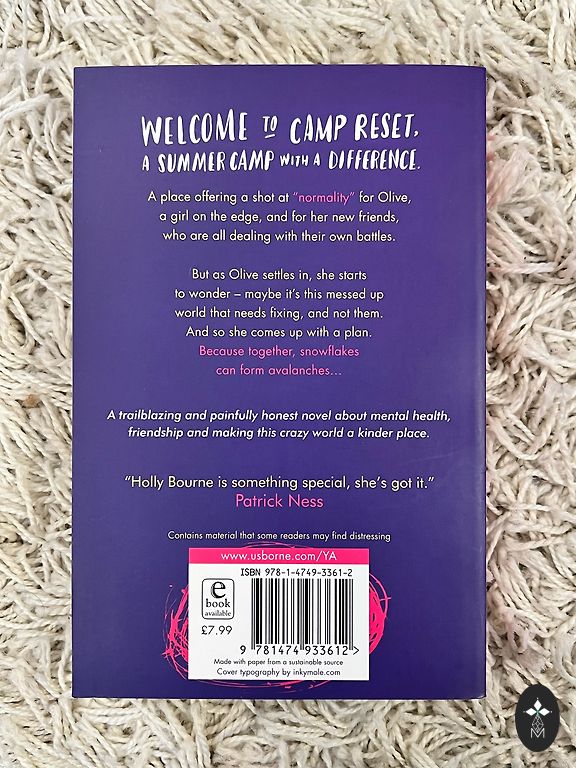 WELCOME TO CAMP RESET,
A SUMMER CAMP WITH A DIFFERENCE.
A place offering a shot at “normality” for Olive,
a girl on the edge, and for her new friends,
who are all dealing with their own battles.
But as Olive settles in, she starts
to wonder – maybe it’s this messed up
world that needs fixing, and not them.
And so she comes up with a plan.
Because together, snowflakes
can form avalanches...
A trailblazing and painfully honest novel about mental health,
friendship and making this crazy world a kinder place.
“Holly Bourne is something special, she’s got it.”
Patrick Ness
Contains material that some readers may find distressing
www.usborne.com/YA
ISBN 978-1-4749-3361-2
e
book
available
£7.99
9 781474 933612 >
Made with paper from a sustainable source
Cover typography by inkymole.com